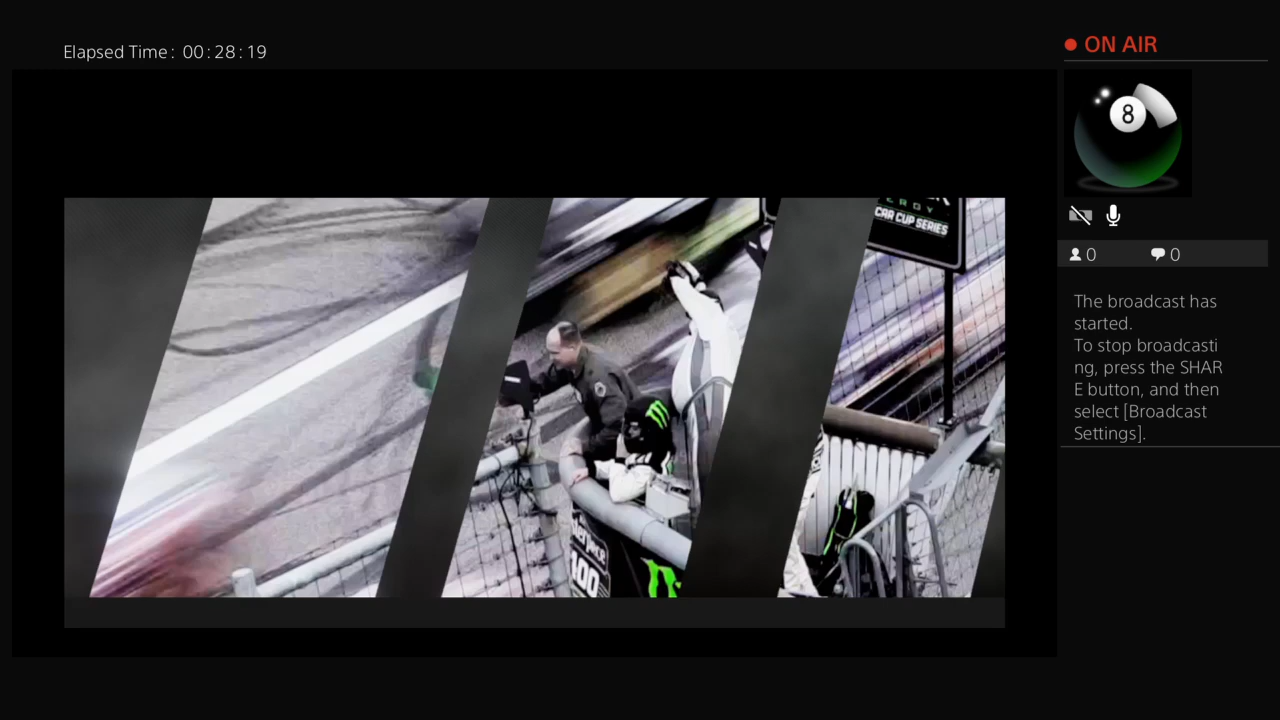 Elapsed Time: 00:28:19
ON AIR
8
0
0
The broadcast has
started.
To stop broadcasti
ng, press the SHAR
E button, and then
select [Broadcast
Settings].
CAR CUP SERIES
100